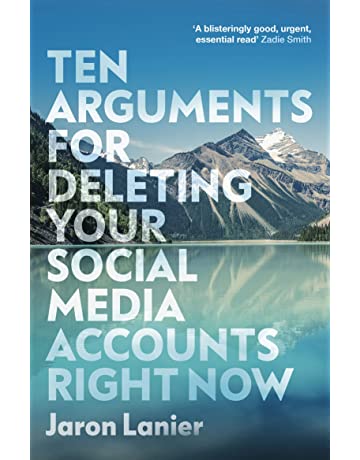 ‘A blisteringly good, urgent,
essential read’ Zadie Smith
TEN
ARGUMENTS
FOR
DELETING
YOUR
SOCIAL
MEDIA
ACCOUNTS
RIGHT NOW
Jaron Lanier